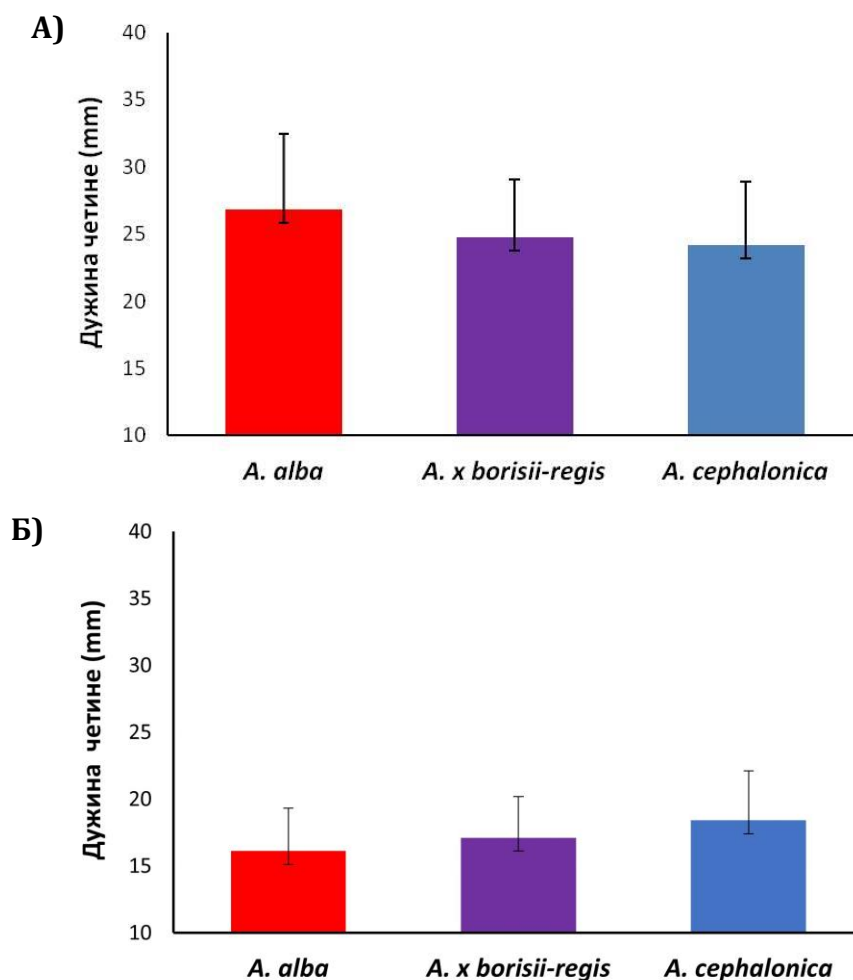 А)
Дужина четине (mm)
40
35
30
25
20
15
10
A. alba
A. x borisii-regis
A. cephalonica
Б)
Дужина четине (mm)
40
35
30
25
20
15
10
A. alba
A. x borisii-regis
A. cephalonica